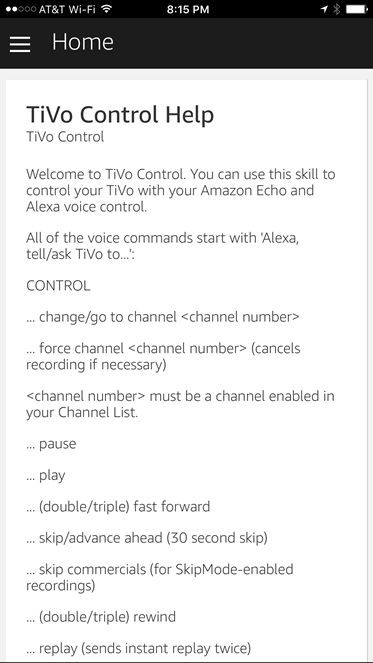 AT&T Wi-Fi 8:15 PM
Home
TiVo Control Help
TiVo Control
Welcome to TiVo Control. You can use this skill to
control your TiVo with your Amazon Echo and
Alexa voice control.
All of the voice commands start with 'Alexa,
tell/ask TiVo to...':
CONTROL
... change/go to channel <channel number>
... force channel <channel number> (cancels
recording if necessary)
<channel number> must be a channel enabled in
your Channel List.
... pause
... play
... (double/triple) fast forward
... skip/advance ahead (30 second skip)
... skip commercials (for SkipMode-enabled
recordings)
... (double/triple) rewind
... replay (sends instant replay twice)